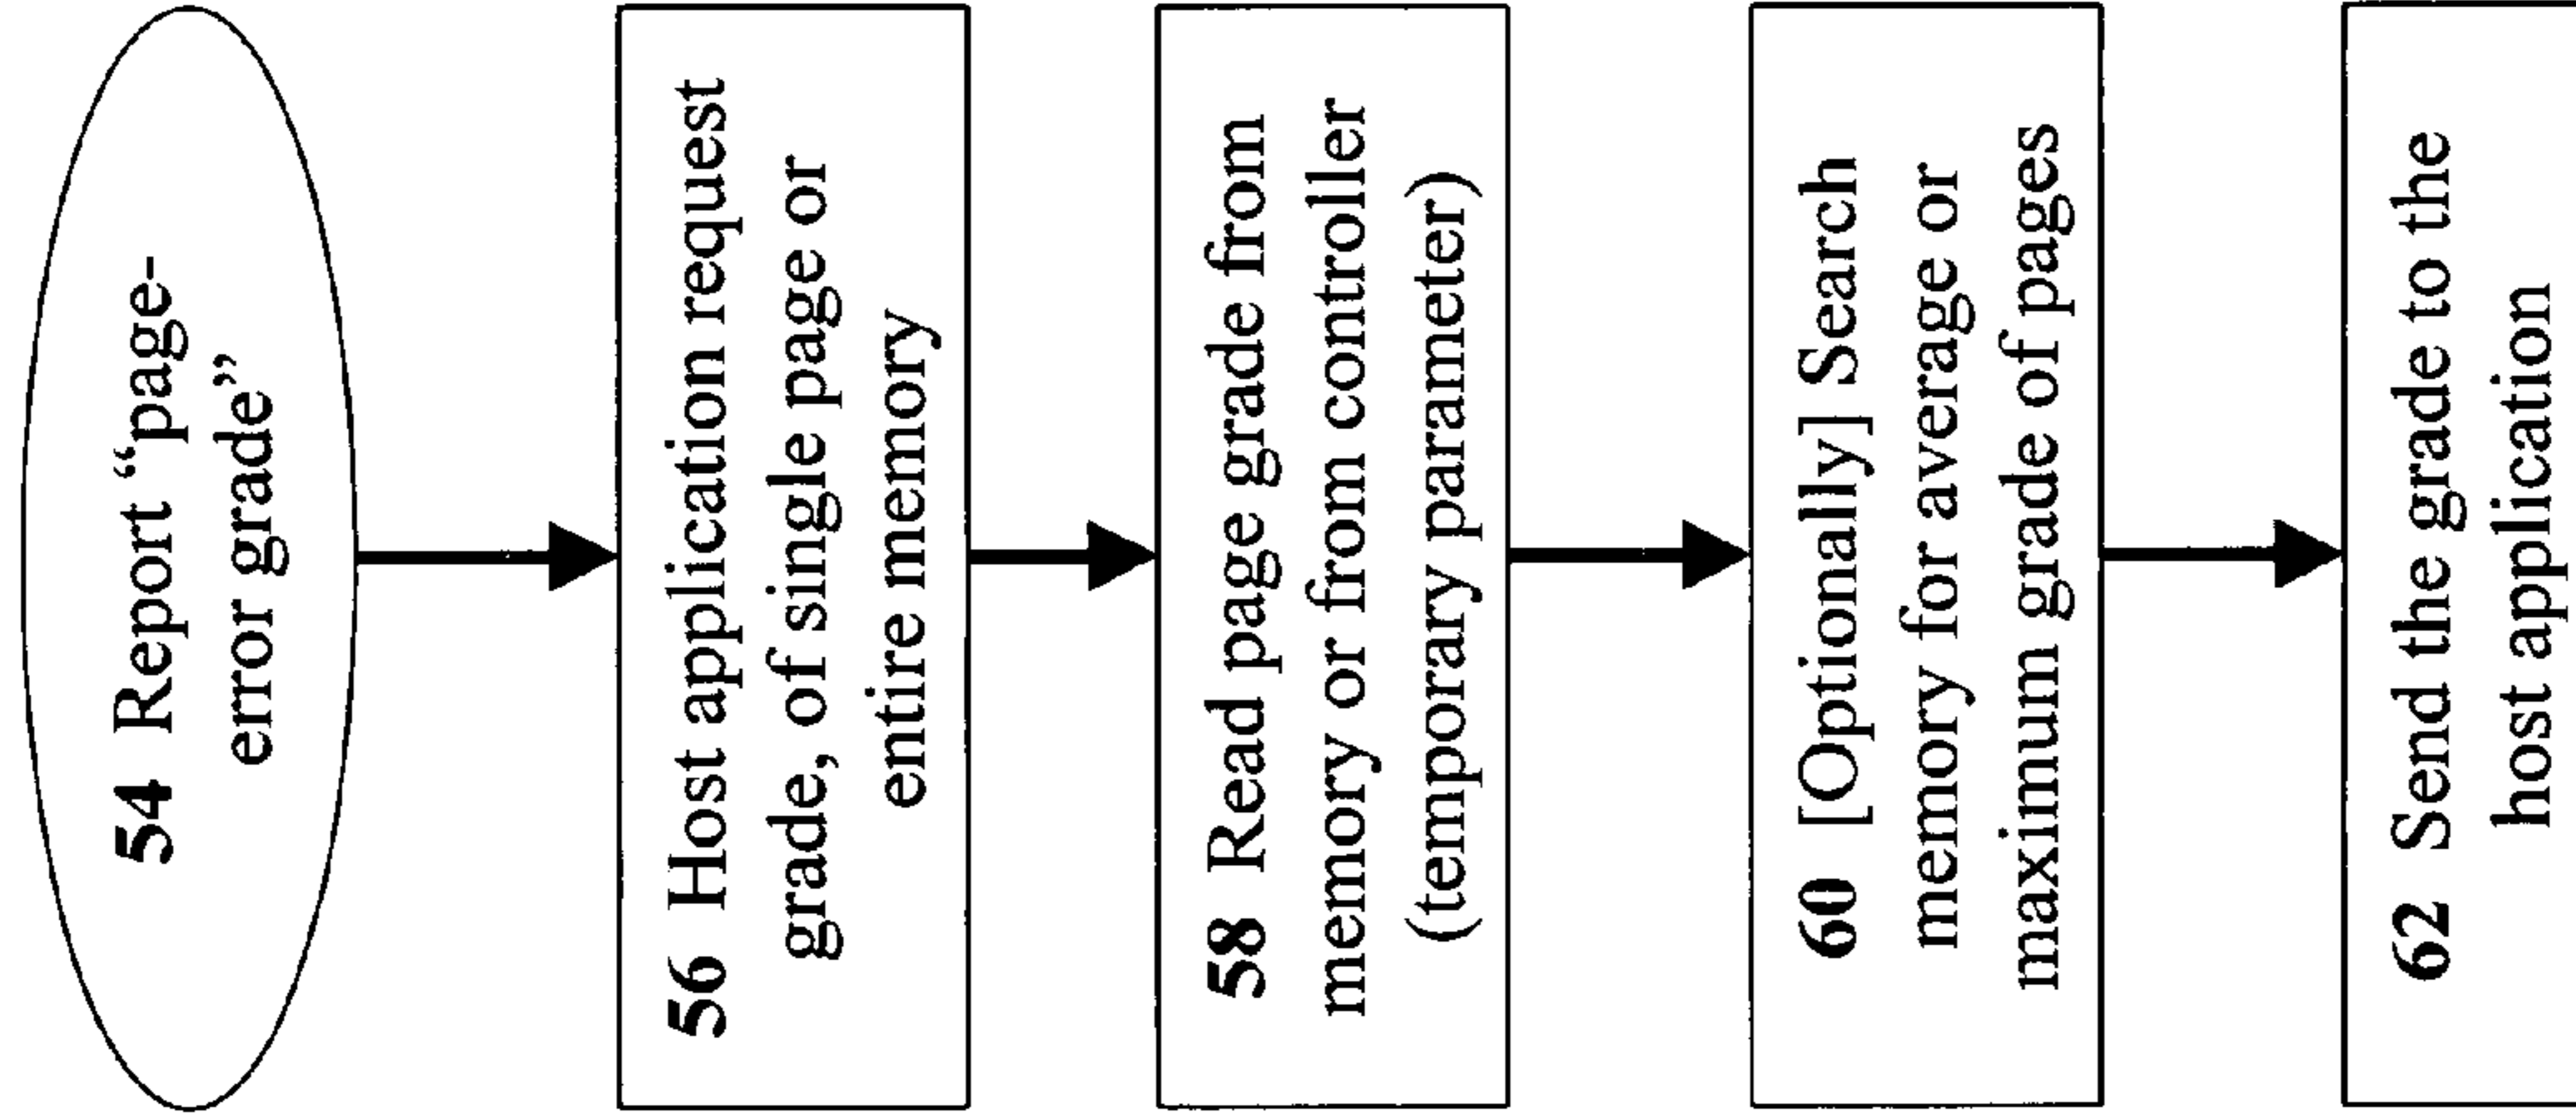 54 Report “page-
error grade”
56 Host application request
grade, of single page or
entire memory
58 Read page grade from
memory or from controller
(temporary parameter)
60 [Optionally] Search
memory for average or
maximum grade of pages
62 Send the grade to the
host application